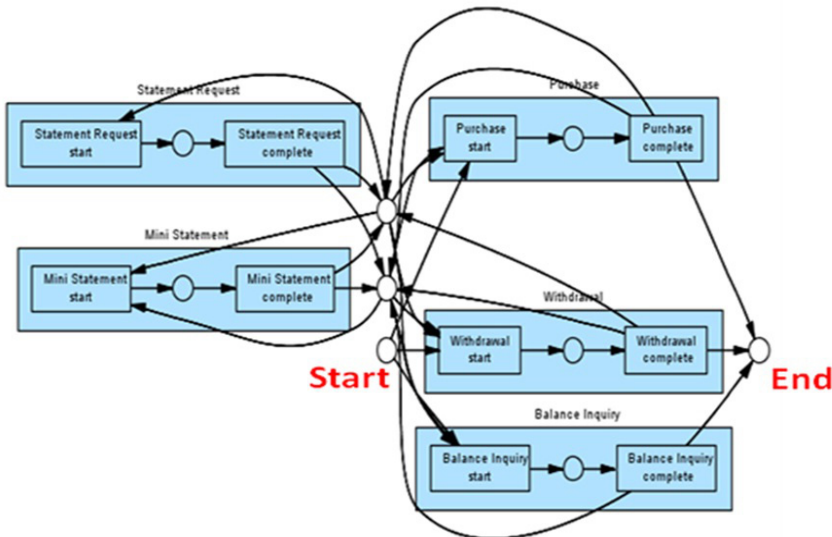 Statement Request
Statement Request
start
Statement Request
complete
Purchase
Purchase
start
Purchase
complete
Mini Statement
Mini Statement
start
Mini Statement
complete
Withdrawal
Withdrawal
start
Withdrawal
complete
Start
End
Balance Inquiry
Balance Inquiry
start
Balance Inquiry
complete